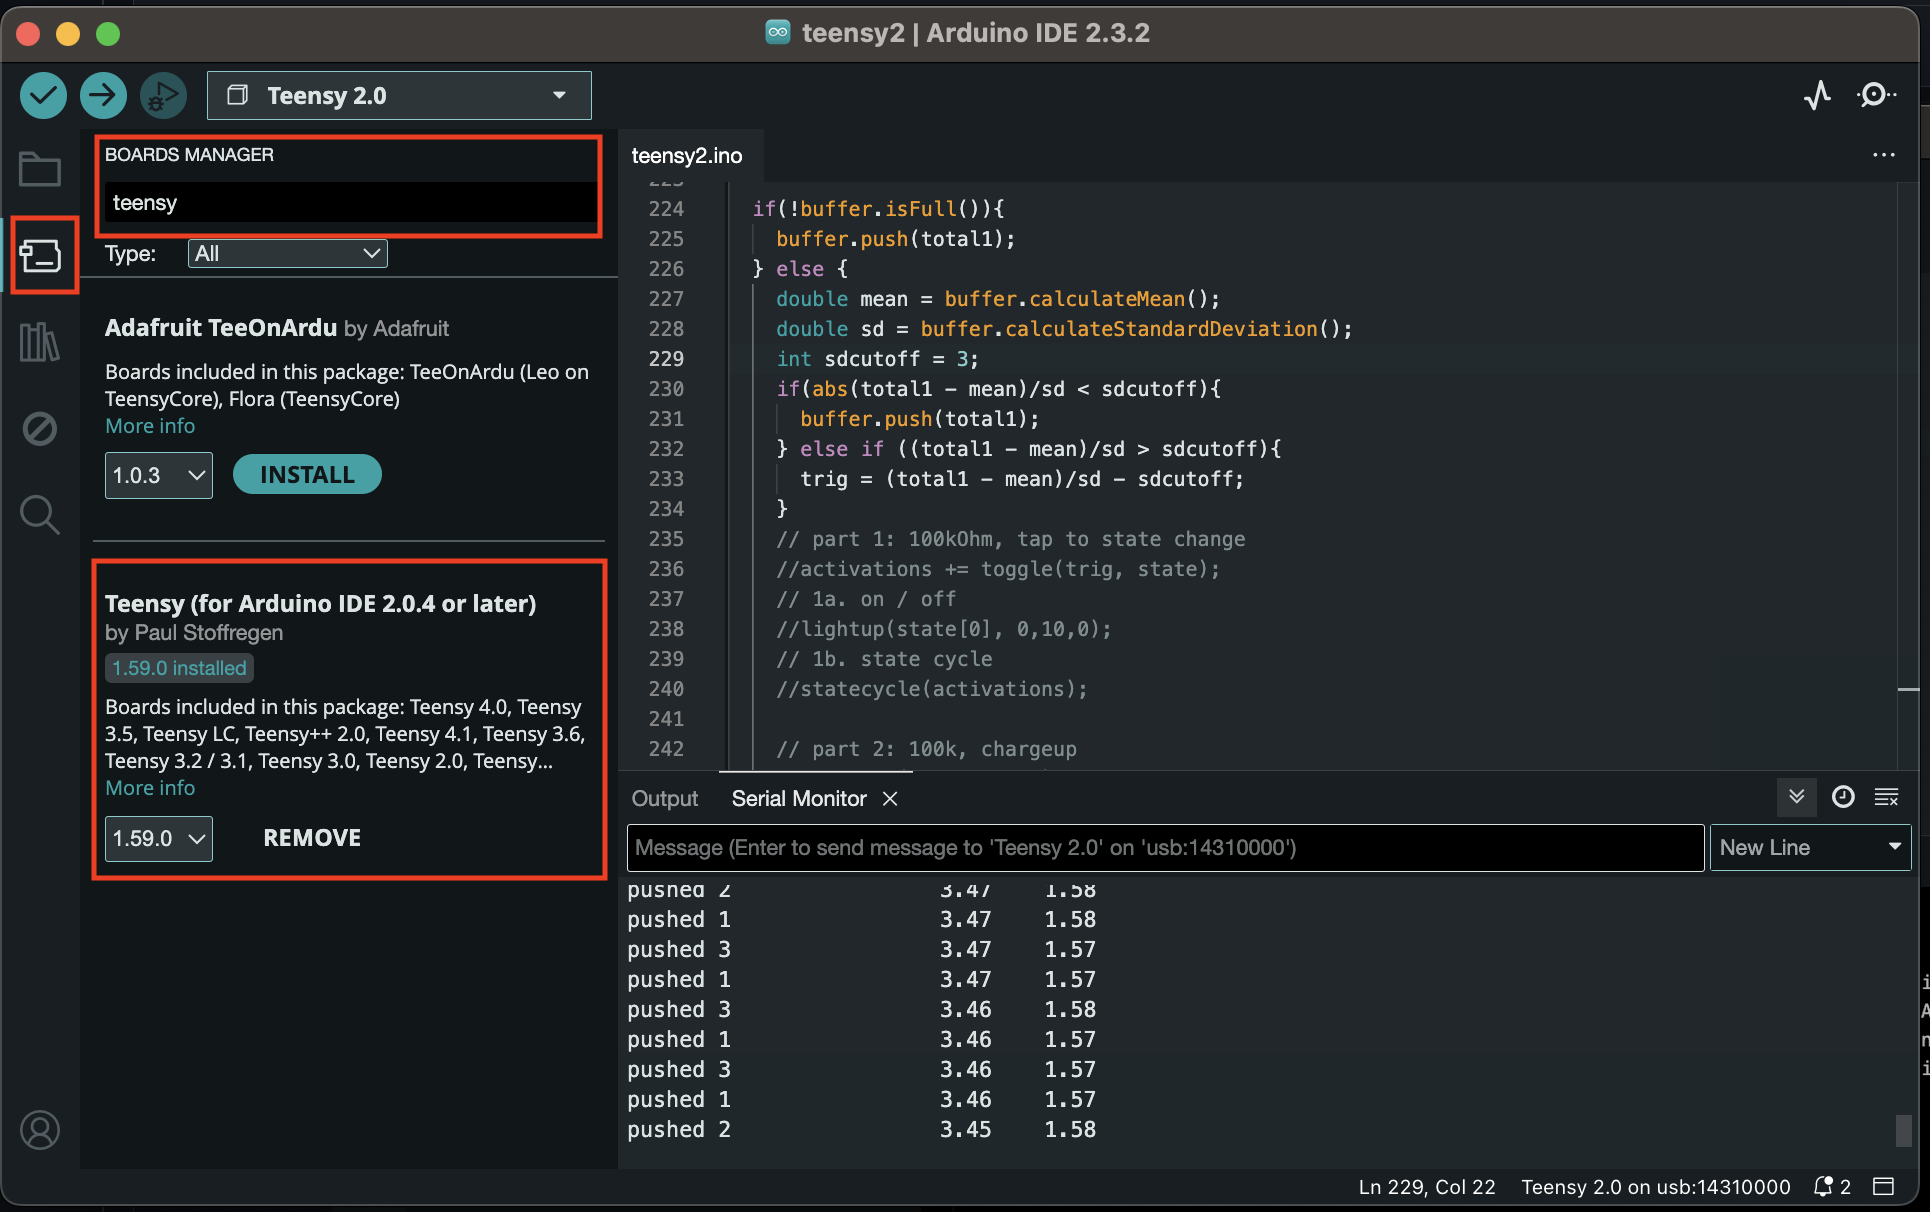 teensy2 | Arduino IDE 2.3.2
Teensy 2.0
BOARDS MANAGER
teensy
Type: All
Adafruit TeeOnArdu by Adafruit
Boards included in this package: TeeOnArdu (Leo on
TeensyCore), Flora (TeensyCore)
More info
1.0.3 INSTALL
Teensy (for Arduino IDE 2.0.4 or later)
by Paul Stoffregen
1.59.0 installed
Boards included in this package: Teensy 4.0, Teensy
3.5, Teensy LC, Teensy++ 2.0, Teensy 4.1, Teensy 3.6,
Teensy 3.2 / 3.1, Teensy 3.0, Teensy 2.0, Teensy...
More info
1.59.0 REMOVE
teensy2.ino
223
224 if(!buffer.isFull()){
225 buffer.push(total1);
226 } else {
227 double mean = buffer.calculateMean();
228 double sd = buffer.calculateStandardDeviation();
229 int sdcutoff = 3;
230 if(abs(total1 - mean)/sd < sdcutoff){
231 buffer.push(total1);
232 } else if ((total1 - mean)/sd > sdcutoff){
233 trig = (total1 - mean)/sd - sdcutoff;
234 }
235 // part 1: 100kOhm, tap to state change
236 //activations += toggle(trig, state);
237 // 1a. on / off
238 //lightup(state[0], 0,10,0);
239 // 1b. state cycle
240 //statecycle(activations);
241
242 // part 2: 100k, chargeup
Output Serial Monitor
Message (Enter to send message to 'Teensy 2.0' on 'usb:14310000')
New Line
pushed 2 3.47 1.58
pushed 1 3.47 1.58
pushed 3 3.47 1.57
pushed 1 3.47 1.57
pushed 3 3.46 1.58
pushed 1 3.46 1.57
pushed 3 3.46 1.57
pushed 1 3.46 1.57
pushed 2 3.45 1.58
Ln 229, Col 22 Teensy 2.0 on usb:14310000 2